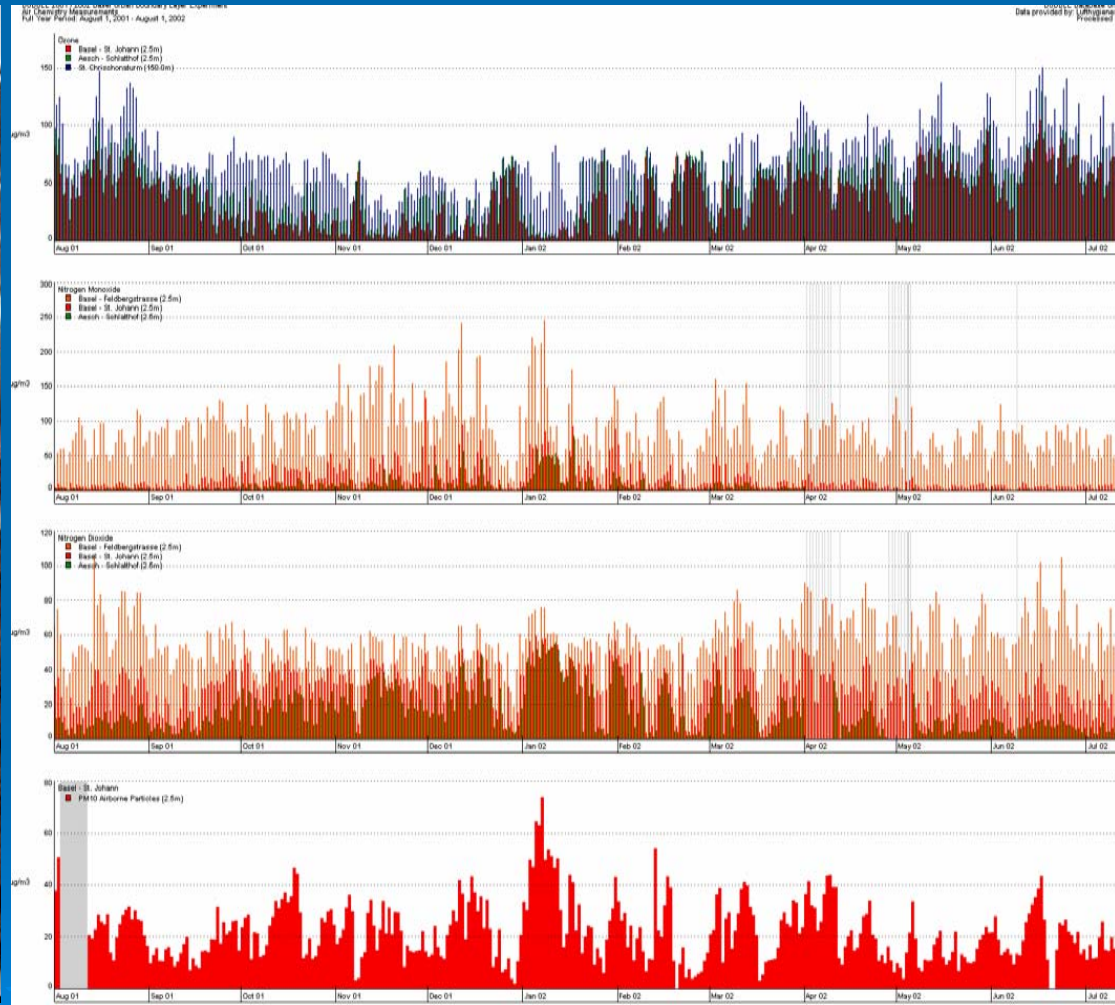 BUBBLE 2001 / 2002 Basel Urban Boundary Layer Experiment
Air Chemistry Measurements
Full Year Period: August 1, 2001 - August 1, 2002
Data provided by:
Processed
Ozone
Basel - St. Johann (2.5m)
Aesch - Schlatthof (2.5m)
St. Chrischonaturm (150.0m)
150
100
ug/m3
50
0
Aug 01 Sep 01 Oct 01 Nov 01 Dec 01 Jan 02 Feb 02 Mar 02 Apr 02 May 02 Jun 02 Jul 02
300
Nitrogen Monoxide
Basel - Feldbergstrasse (2.5m)
Basel - St. Johann (2.5m)
Aesch - Schlatthof (2.5m)
250
200
ug/m3
150
100
50
0
Aug 01 Sep 01 Oct 01 Nov 01 Dec 01 Jan 02 Feb 02 Mar 02 Apr 02 May 02 Jun 02 Jul 02
120
Nitrogen Dioxide
Basel - Feldbergstrasse (2.5m)
Basel - St. Johann (2.5m)
Aesch - Schlatthof (2.5m)
100
80
60
ug/m3
40
20
0
Aug 01 Sep 01 Oct 01 Nov 01 Dec 01 Jan 02 Feb 02 Mar 02 Apr 02 May 02 Jun 02 Jul 02
80
Basel - St. Johann
PM10 Airborne Particles (2.5m)
60
40
ug/m3
20
0
Aug 01 Sep 01 Oct 01 Nov 01 Dec 01 Jan 02 Feb 02 Mar 02 Apr 02 May 02 Jun 02 Jul 02